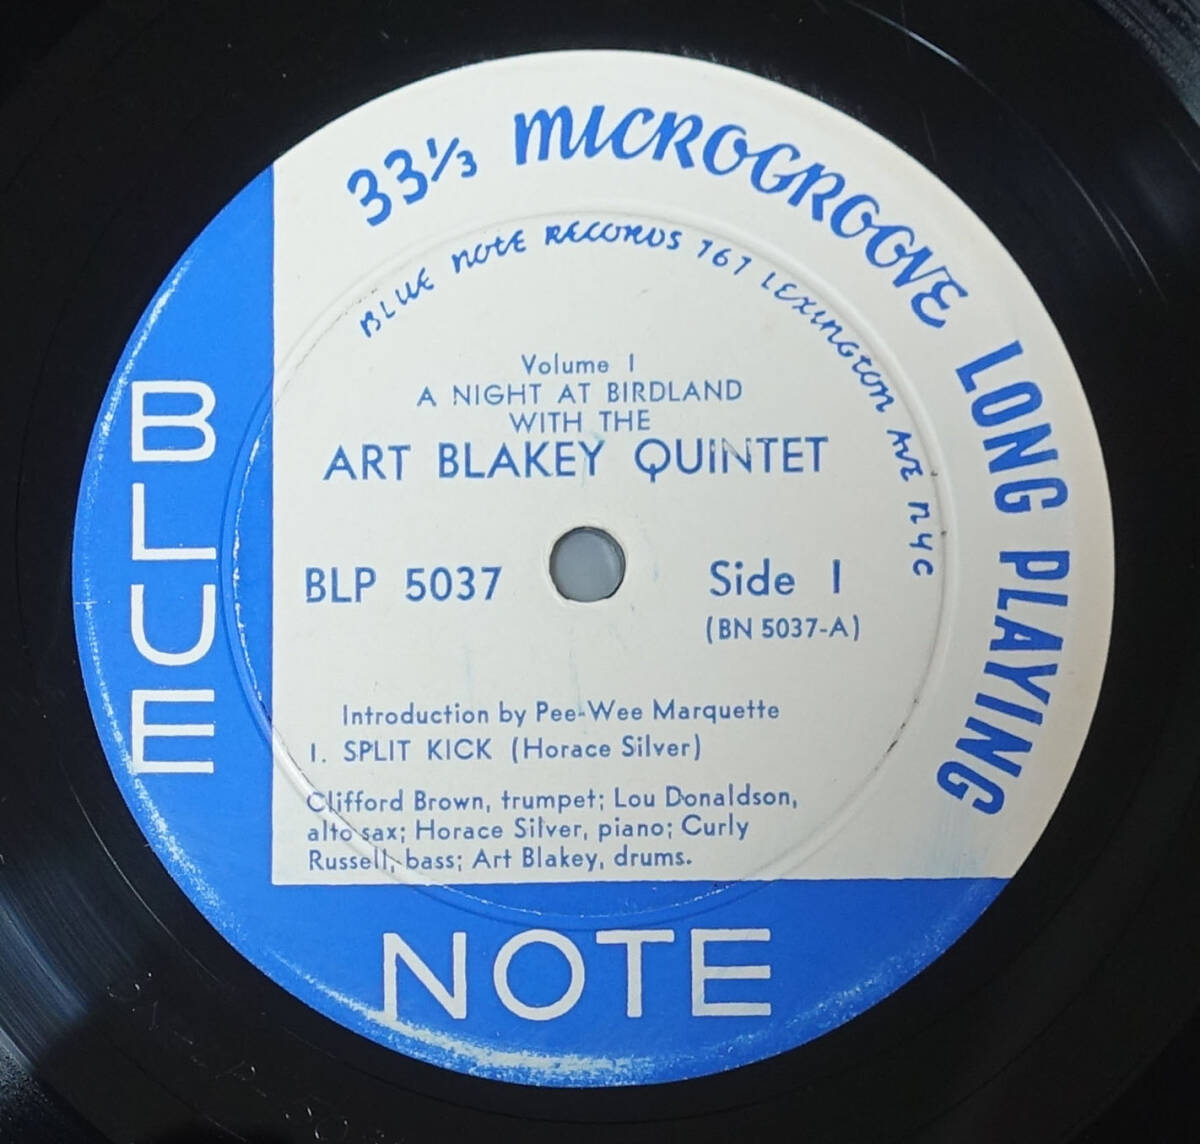 33⅓ MICROGROOVE LONG PLAYING
BLUE NOTE RECORDS 767 LEXINGTON AVE NYC
Volume 1
A NIGHT AT BIRDLAND
WITH THE
ART BLAKEY QUINTET
BLP 5037
Side 1
(BN 5037-A)
Introduction by Pee-Wee Marquette
1. SPLIT KICK (Horace Silver)
Clifford Brown, trumpet; Lou Donaldson,
alto sax; Horace Silver, piano; Curly
Russell, bass; Art Blakey, drums.
BLUE
NOTE